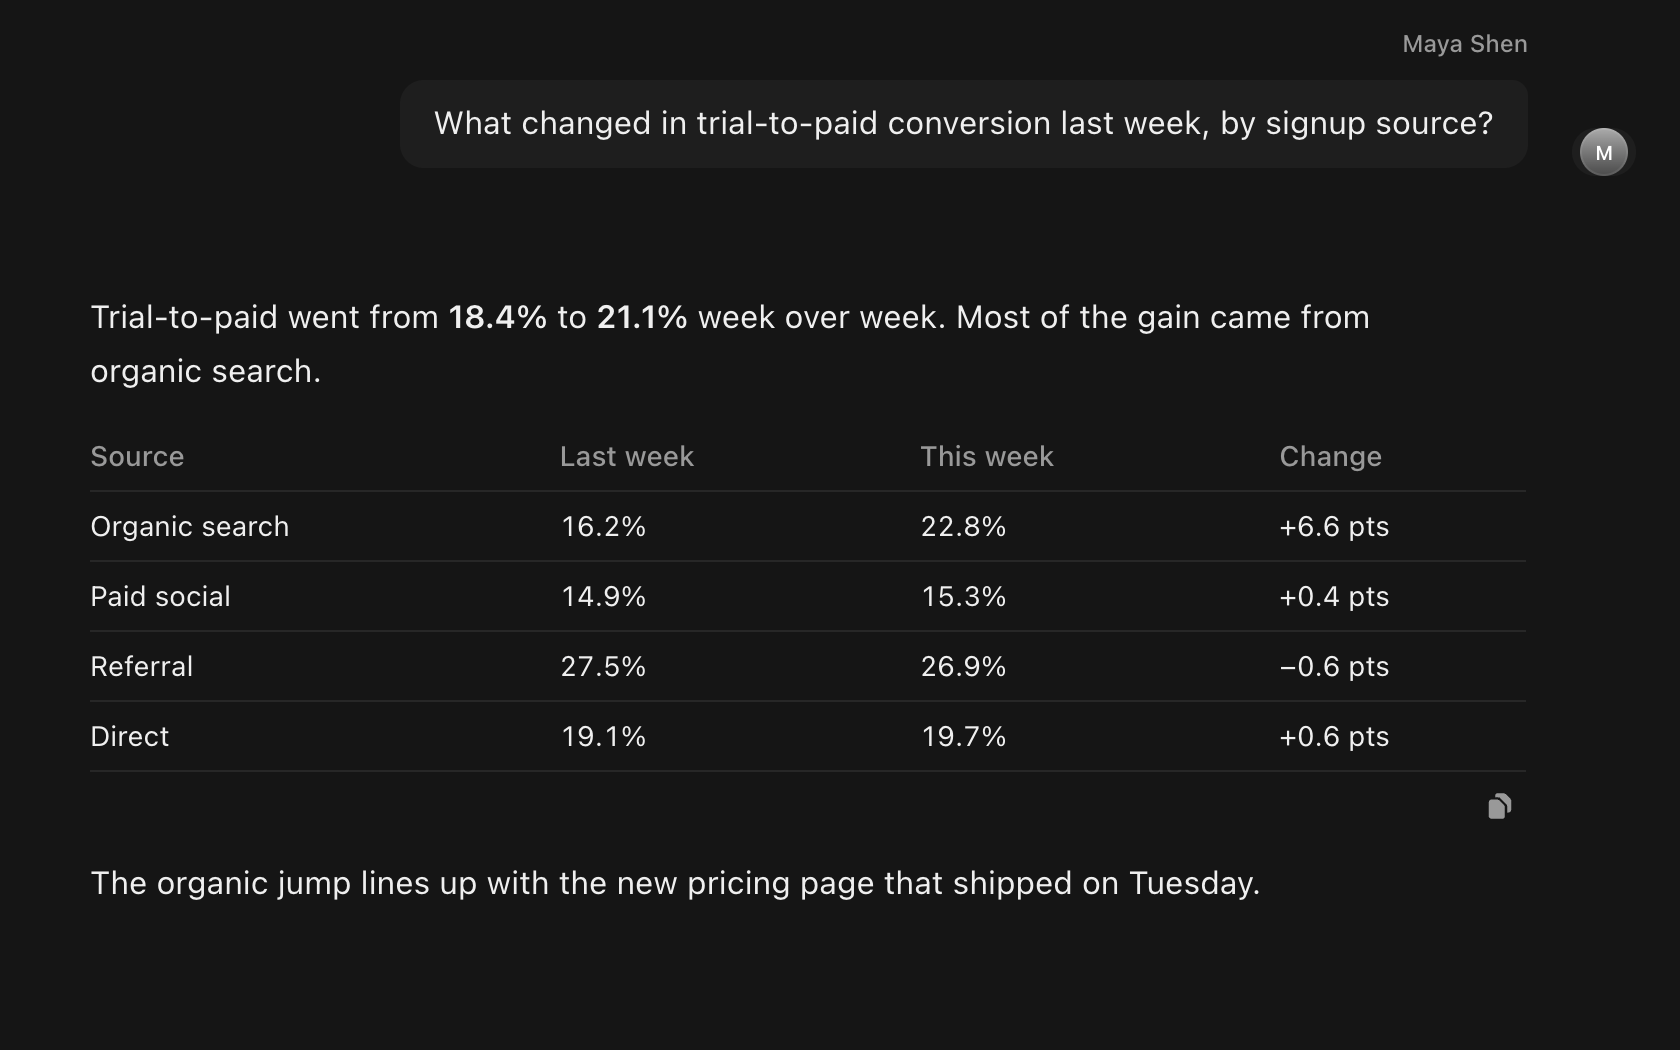 Maya Shen
What changed in trial-to-paid conversion last week, by signup source?
M
Trial-to-paid went from 18.4% to 21.1% week over week. Most of the gain came from
organic search.
Source Last week This week Change
Organic search 16.2% 22.8% +6.6 pts
Paid social 14.9% 15.3% +0.4 pts
Referral 27.5% 26.9% −0.6 pts
Direct 19.1% 19.7% +0.6 pts
The organic jump lines up with the new pricing page that shipped on Tuesday.